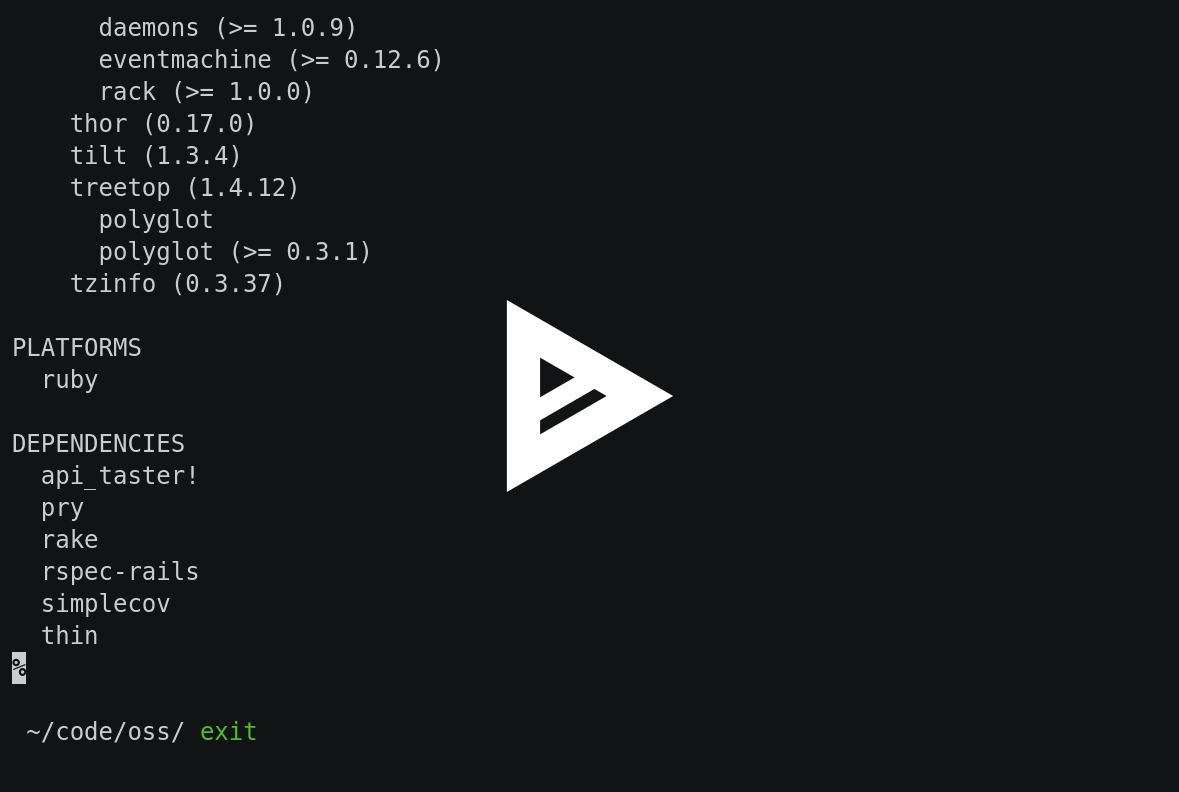 daemons (>= 1.0.9)
eventmachine (>= 0.12.6)
rack (>= 1.0.0)
thor (0.17.0)
tilt (1.3.4)
treetop (1.4.12)
polyglot
polyglot (>= 0.3.1)
tzinfo (0.3.37)
PLATFORMS
ruby
DEPENDENCIES
api_taster!
pry
rake
rspec-rails
simplecov
thin
%
~/code/oss/ exit